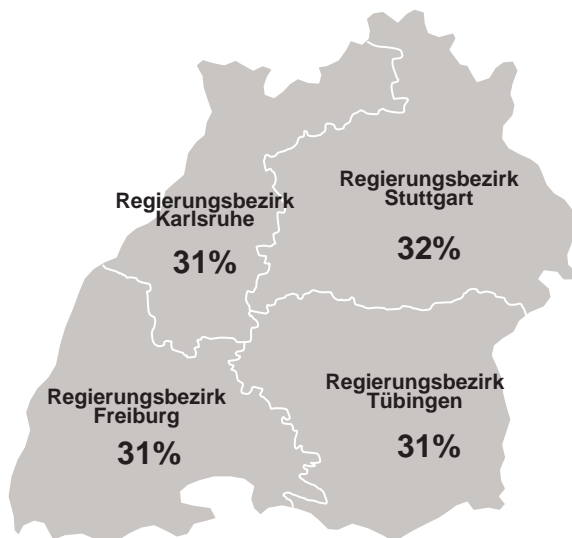 Regierungsbezirk
Karlsruhe
31%
Regierungsbezirk
Stuttgart
32%
Regierungsbezirk
Freiburg
31%
Regierungsbezirk
Tübingen
31%